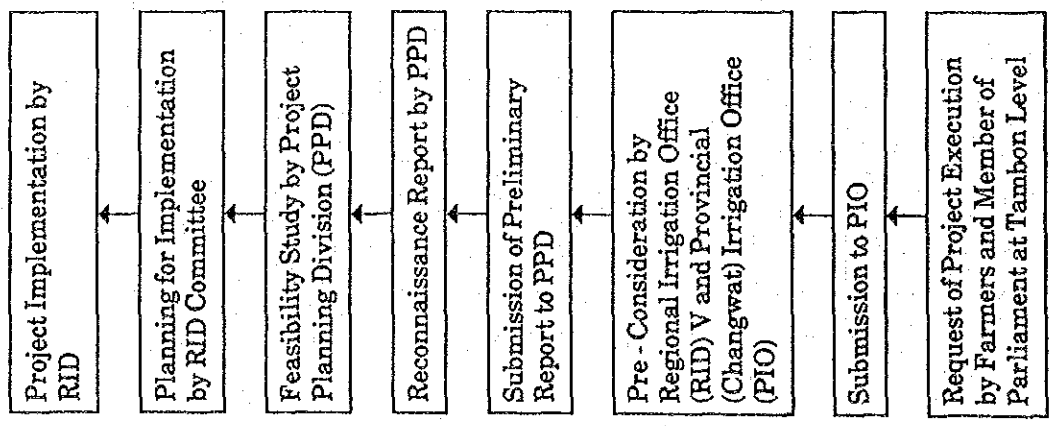 Project Implementation by
RID
Planning for Implementation
by RID Committee
Feasibility Study by Project
Planning Division (PPD)
Reconnaissance Report by PPD
Submission of Preliminary
Report to PPD
Pre - Consideration by
Regional Irrigation Office
(RID) V and Provincial
(Changwat) Irrigation Office
(PIO)
Submission to PIO
Request of Project Execution
by Farmers and Member of
Parliament at Tambon Level